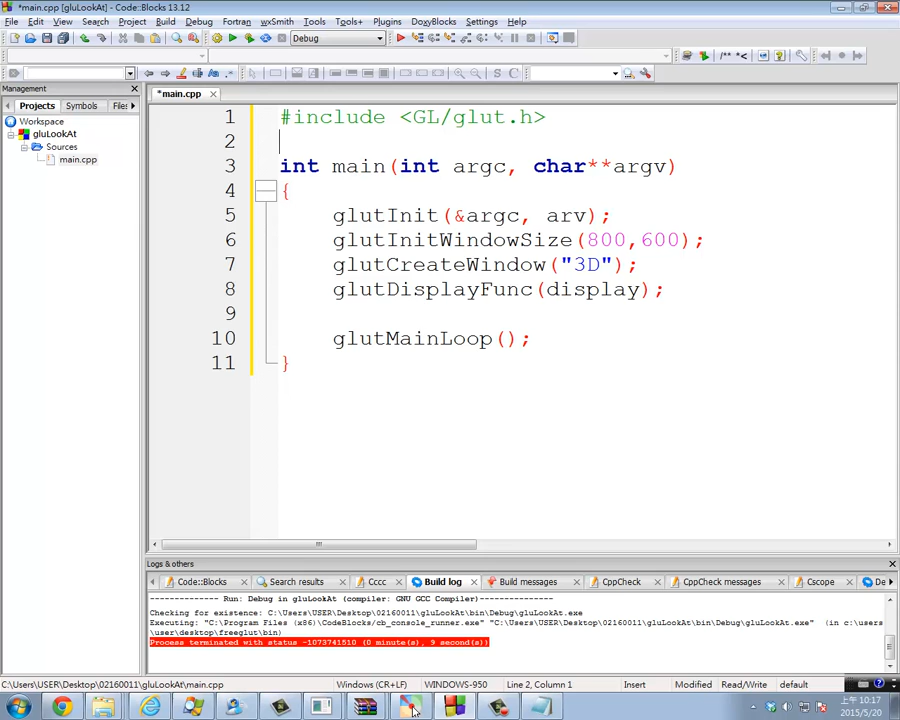 *main.cpp [gluLookAt] - Code::Blocks 13.12
File Edit View Search Project Build Debug Fortran wxSmith Tools Tools+ Plugins DoxyBlocks Settings Help
Debug
Management
Projects Symbols Files
*main.cpp
Workspace
gluLookAt
Sources
main.cpp
1 #include <GL/glut.h>
2
3 int main(int argc, char**argv)
4 {
5 glutInit(&argc, arv);
6 glutInitWindowSize(800,600);
7 glutCreateWindow("3D");
8 glutDisplayFunc(display);
9
10 glutMainLoop();
11 }
Logs & others
Code::Blocks Search results Cccc Build log Build messages CppCheck CppCheck messages Cscope De
-------------- Run: Debug in gluLookAt (compiler: GNU GCC Compiler)---------------
Checking for existence: C:\Users\USER\Desktop\02160011\gluLookAt\bin\Debug\gluLookAt.exe
Executing: "C:\Program Files (x86)\CodeBlocks/cb_console_runner.exe" "C:\Users\USER\Desktop\02160011\gluLookAt\bin\Debug\gluLookAt.exe" (in c:\users
\user\desktop\freeglut\bin)
Process terminated with status -1073741510 (0 minute(s), 9 second(s))
C:\Users\USER\Desktop\02160011\gluLookAt\main.cpp Windows (CR+LF) WINDOWS-950 Line 2, Column 1 Insert Modified Read/Write default
上午 10:17
2015/5/20